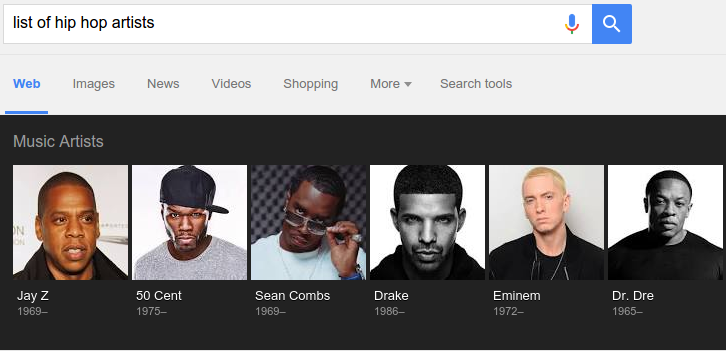 list of hip hop artists
Web Images News Videos Shopping More Search tools
Music Artists
Jay Z 50 Cent Sean Combs Drake Eminem Dr. Dre
1969– 1975– 1969– 1986– 1972– 1965–